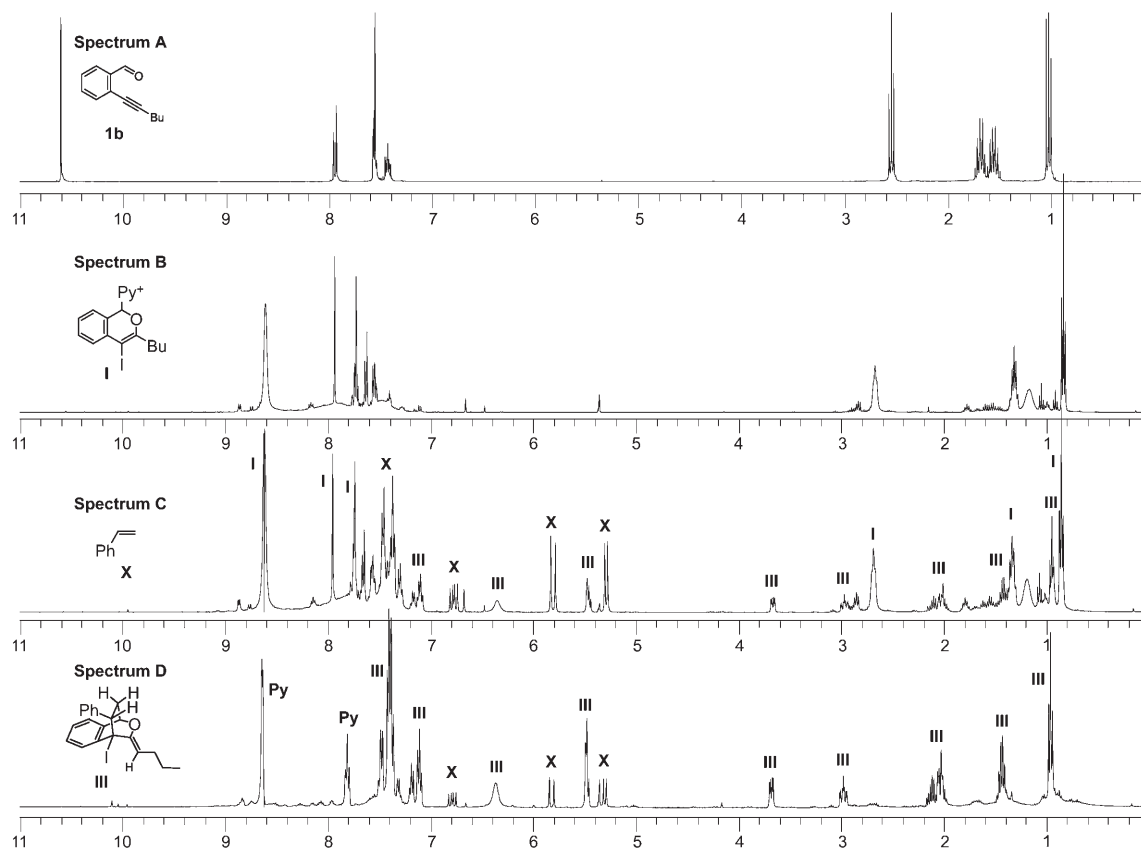 Spectrum A
O
Bu
1b
11 10 9 8 7 6 5 4 3 2 1
Spectrum B
Py+
O
Bu
I
I
11 10 9 8 7 6 5 4 3 2 1
Spectrum C
Ph
X
I I I X III X III X III X III III I III III I III I
11 10 9 8 7 6 5 4 3 2 1
Spectrum D
H H
Ph H
O
I H
III
Py Py III III X III X III X III III III III III
11 10 9 8 7 6 5 4 3 2 1